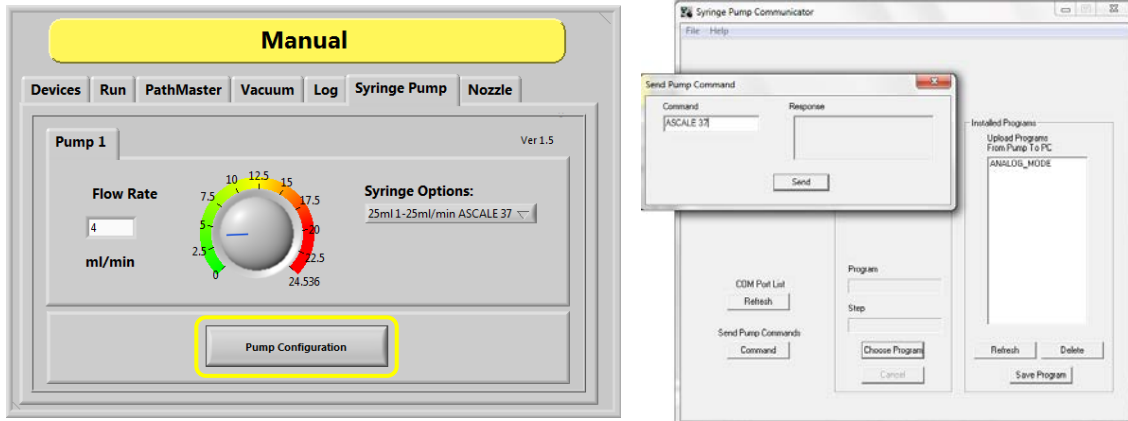 Manual
Devices Run PathMaster Vacuum Log Syringe Pump Nozzle
Pump 1
Ver 1.5
Flow Rate
4
ml/min
0
2.5
5
7.5
10
12.5
15
17.5
20
22.5
24.536
Syringe Options:
25ml 1-25ml/min ASCALE 37
Pump Configuration
Syringe Pump Communicator
File Help
Send Pump Command
Command
Response
ASCALE 37
Send
Installed Programs
Upload Programs
From Pump To PC
ANALOG_MODE
COM Port List
Refresh
Send Pump Commands
Command
Program
Step
Choose Program
Cancel
Refresh
Delete
Save Program